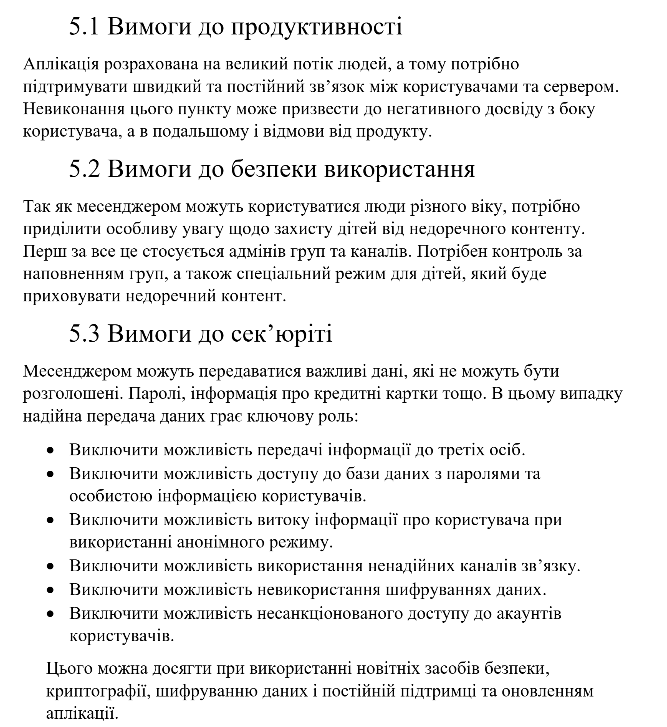 5.1 Вимоги до продуктивності
Аплікація розрахована на великий потік людей, а тому потрібно
підтримувати швидкий та постійний зв’язок між користувачами та сервером.
Невиконання цього пункту може призвести до негативного досвіду з боку
користувача, а в подальшому і відмови від продукту.
5.2 Вимоги до безпеки використання
Так як месенджером можуть користуватися люди різного віку, потрібно
приділити особливу увагу щодо захисту дітей від недоречного контенту.
Перш за все це стосується адмінів груп та каналів. Потрібен контроль за
наповненням груп, а також спеціальний режим для дітей, який буде
приховувати недоречний контент.
5.3 Вимоги до сек’юріті
Месенджером можуть передаватися важливі дані, які не можуть бути
розголошені. Паролі, інформація про кредитні картки тощо. В цьому випадку
надійна передача даних грає ключову роль:
• Виключити можливість передачі інформації до третіх осіб.
• Виключити можливість доступу до бази даних з паролями та
особистою інформацією користувачів.
• Виключити можливість витоку інформації про користувача при
використанні анонімного режиму.
• Виключити можливість використання ненадійних каналів зв’язку.
• Виключити можливість невикористання шифруваннях даних.
• Виключити можливість несанкціонованого доступу до акаунтів
користувачів.
Цього можна досягти при використанні новітніх засобів безпеки,
криптографії, шифруванню даних і постійній підтримці та оновленням
аплікації.